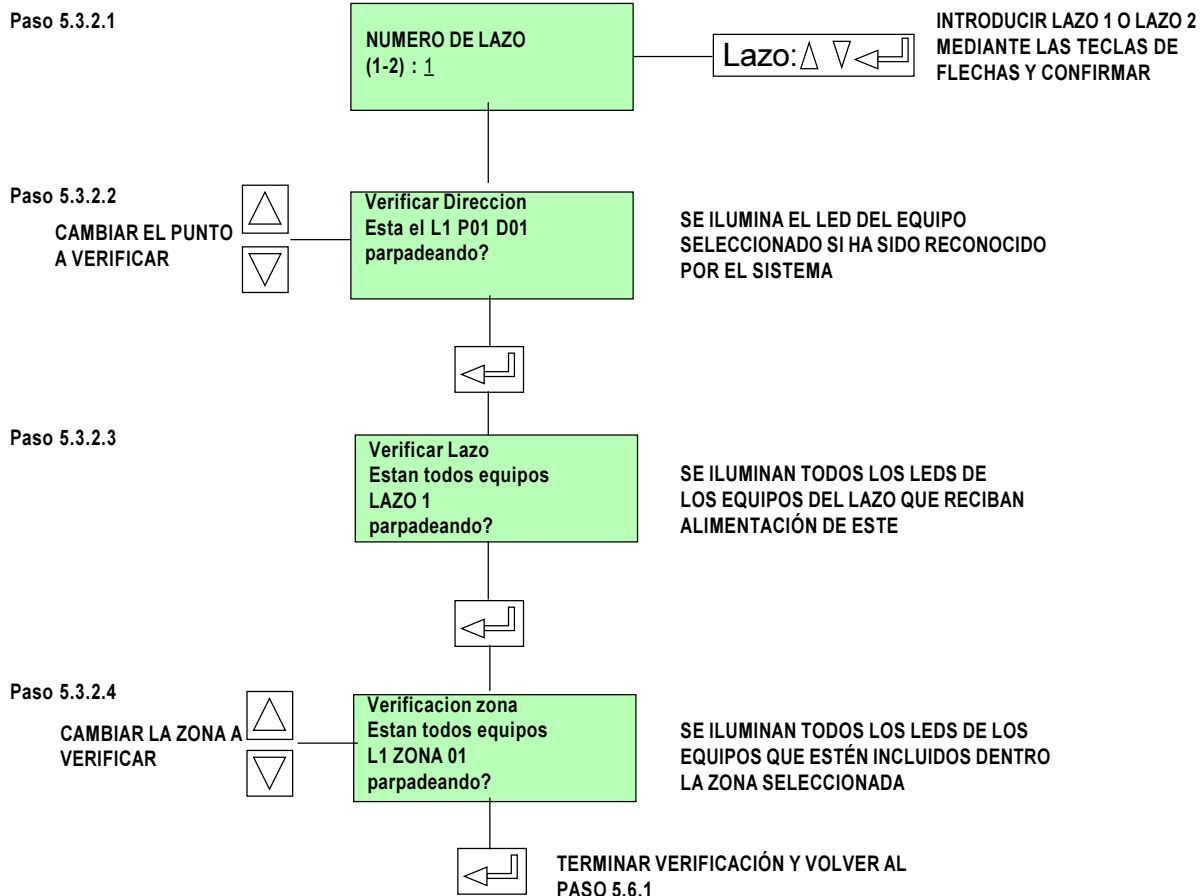 Paso 5.3.2.1
NUMERO DE LAZO
(1-2) : 1
Lazo:
INTRODUCIR LAZO 1 O LAZO 2
MEDIANTE LAS TECLAS DE
FLECHAS Y CONFIRMAR
Paso 5.3.2.2
CAMBIAR EL PUNTO
A VERIFICAR
Verificar Direccion
Esta el L1 P01 D01
parpadeando?
SE ILUMINA EL LED DEL EQUIPO
SELECCIONADO SI HA SIDO RECONOCIDO
POR EL SISTEMA
Paso 5.3.2.3
Verificar Lazo
Estan todos equipos
LAZO 1
parpadeando?
SE ILUMINAN TODOS LOS LEDS DE
LOS EQUIPOS DEL LAZO QUE RECIBAN
ALIMENTACIÓN DE ESTE
Paso 5.3.2.4
CAMBIAR LA ZONA A
VERIFICAR
Verificacion zona
Estan todos equipos
L1 ZONA 01
parpadeando?
SE ILUMINAN TODOS LOS LEDS DE LOS
EQUIPOS QUE ESTÉN INCLUIDOS DENTRO
LA ZONA SELECCIONADA
TERMINAR VERIFICACIÓN Y VOLVER AL
PASO 5.6.1